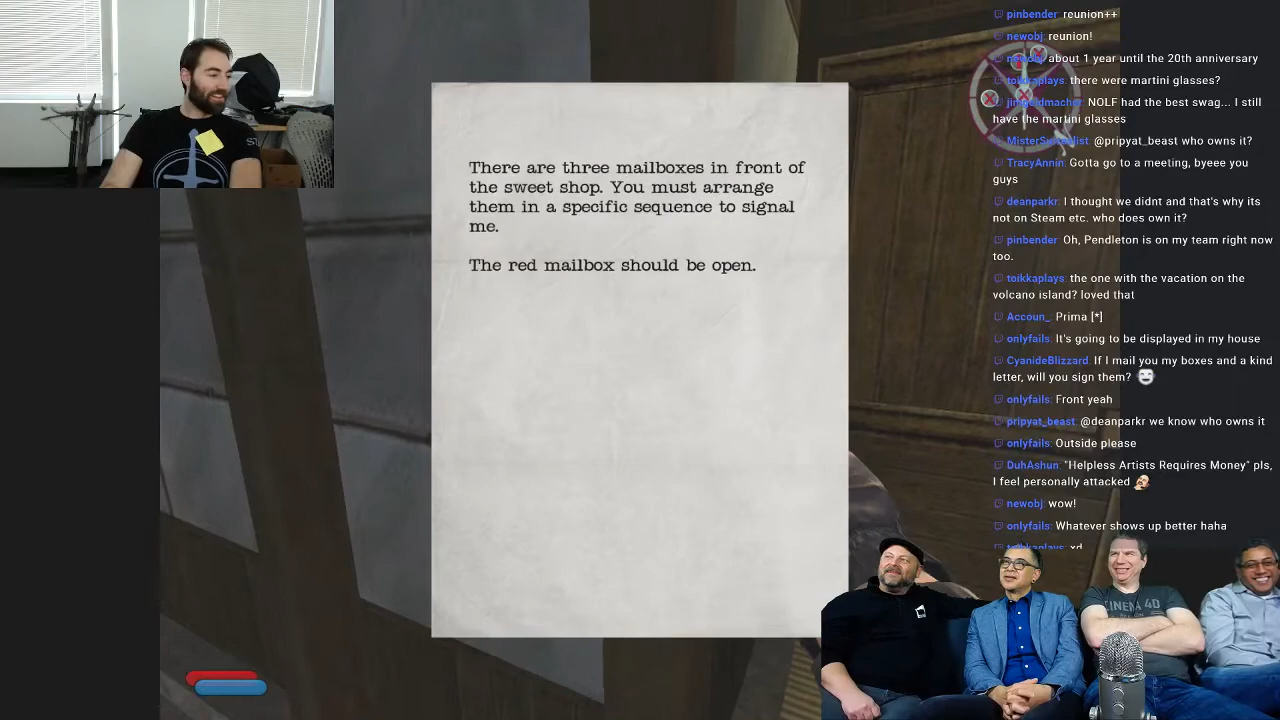 There are three mailboxes in front of
the sweet shop. You must arrange
them in a specific sequence to signal
me.
The red mailbox should be open.
pinbender: reunion++
newobj: reunion!
newobj: about 1 year until the 20th anniversary
toikkaplays: there were martini glasses?
NOLF had the best swag... I still
have the martini glasses
@pripyat_beast who owns it?
TracyAnnin: Gotta go to a meeting, byeee you
guys
deanparkr: I thought we didnt and that's why its
not on Steam etc. who does own it?
pinbender: Oh, Pendleton is on my team right now
too.
toikkaplays: the one with the vacation on the
volcano island? loved that
Accoun_: Prima [*]
onlyfails: It's going to be displayed in my house
CyanideBlizzard: If I mail you my boxes and a kind
letter, will you sign them?
onlyfails: Front yeah
pripyat_beast: @deanparkr we know who owns it
onlyfails: Outside please
DuhAshun: "Helpless Artists Requires Money" pls,
I feel personally attacked
newobj: wow!
onlyfails: Whatever shows up better haha
toikkaplays: xd
CINEMA 4D